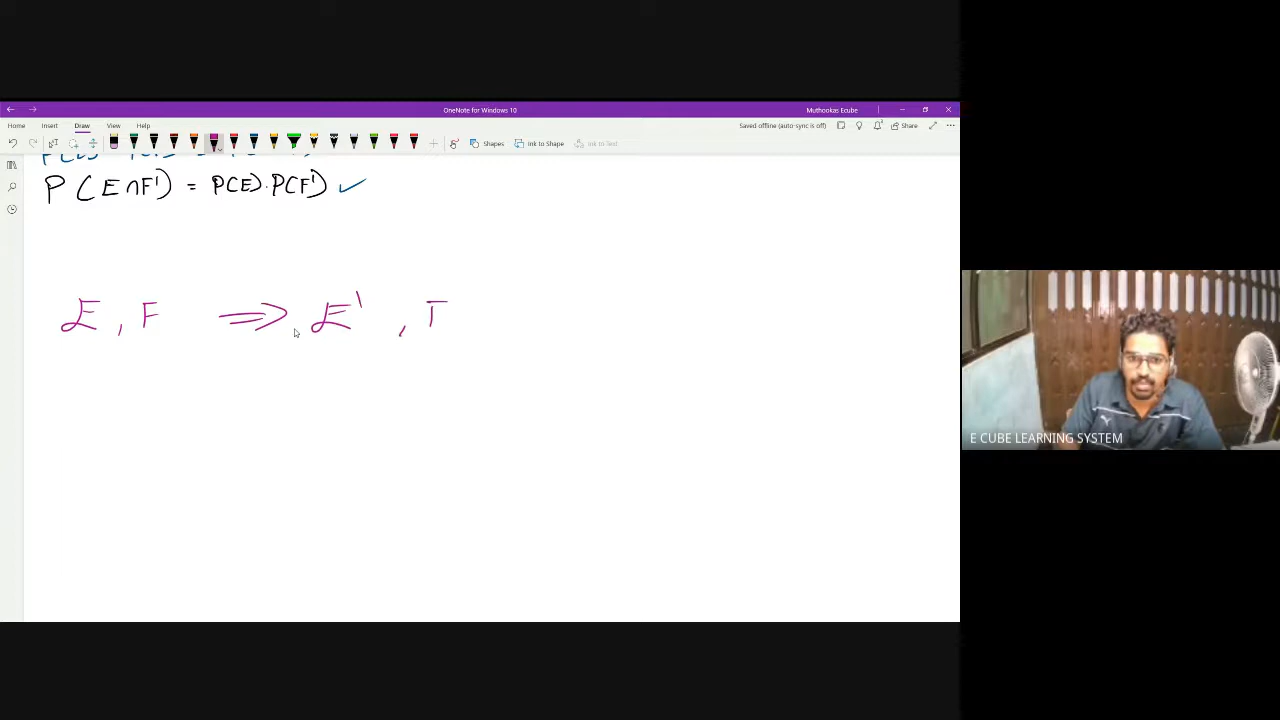 OneNote for Windows 10
Muthookas Ecube
Home Insert Draw View Help
Saved offline (auto-sync is off) Share
Shapes Ink to Shape Ink to Text
P(E∩F') = P(E).P(F') ✓
E, F ⇒ E' , Γ
E CUBE LEARNING SYSTEM